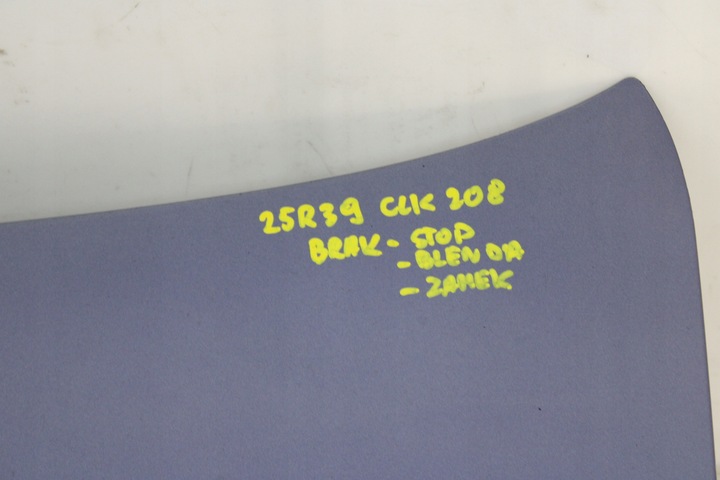 25R39 CLK 208
BRAK - STOP
- BLENDA
- ZAMEK